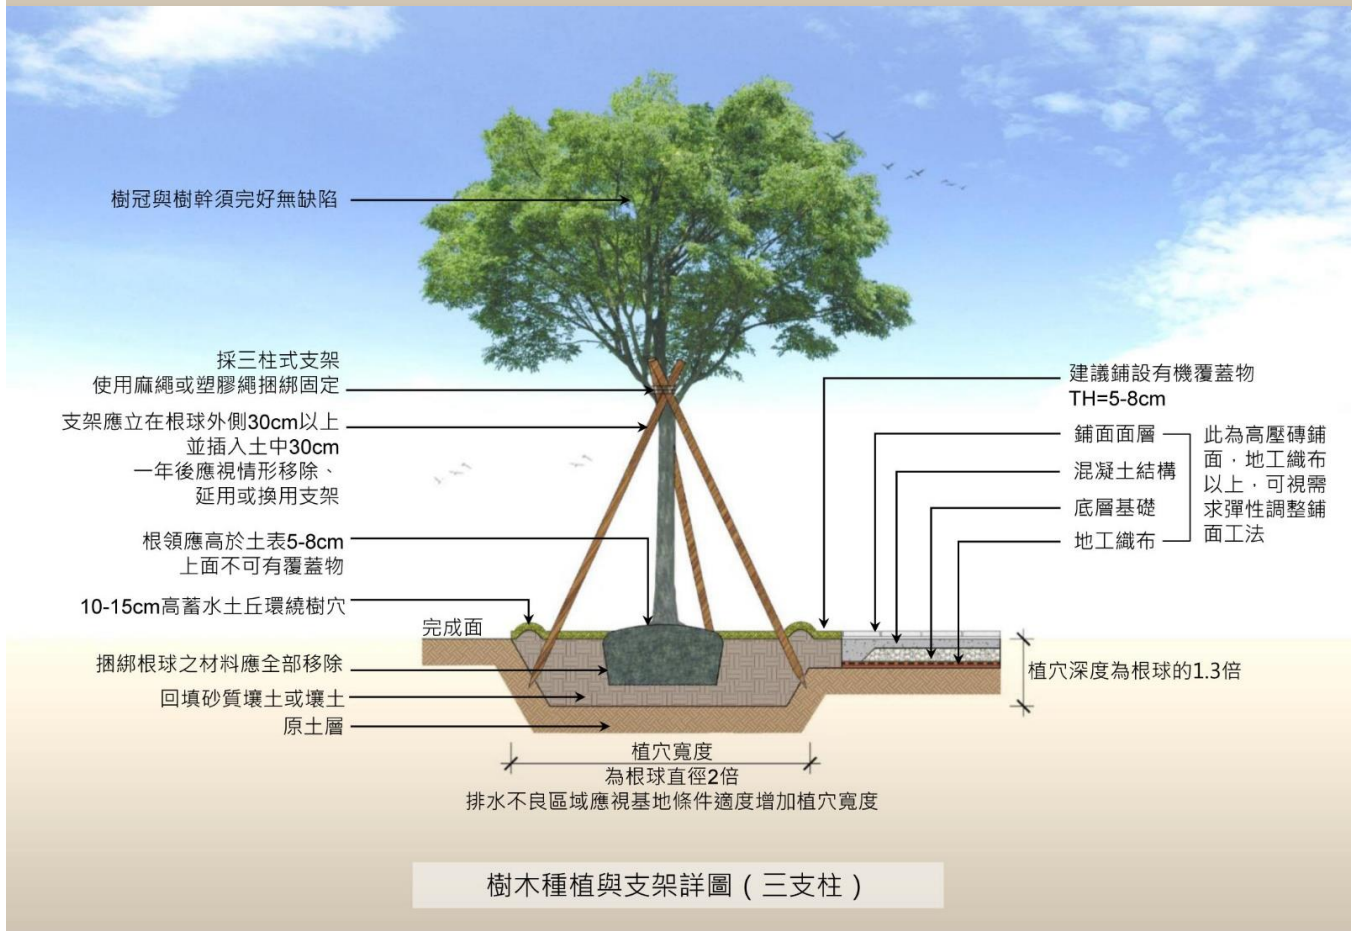 樹冠與樹幹須完好無缺陷
採三柱式支架
使用麻繩或塑膠繩捆綁固定
支架應立在根球外側30cm以上
並插入土中30cm
一年後應視情形移除、
延用或換用支架
根領應高於土表5-8cm
上面不可有覆蓋物
10-15cm高蓄水土丘環繞樹穴
完成面
捆綁根球之材料應全部移除
回填砂質壤土或壤土
原土層
建議鋪設有機覆蓋物
TH=5-8cm
鋪面面層
混凝土結構
底層基礎
地工織布
此為高壓磚鋪
面，地工織布
以上，可視需
求彈性調整鋪
面工法
植穴深度為根球的1.3倍
植穴寬度
為根球直徑2倍
排水不良區域應視基地條件適度增加植穴寬度
樹木種植與支架詳圖（三支柱）